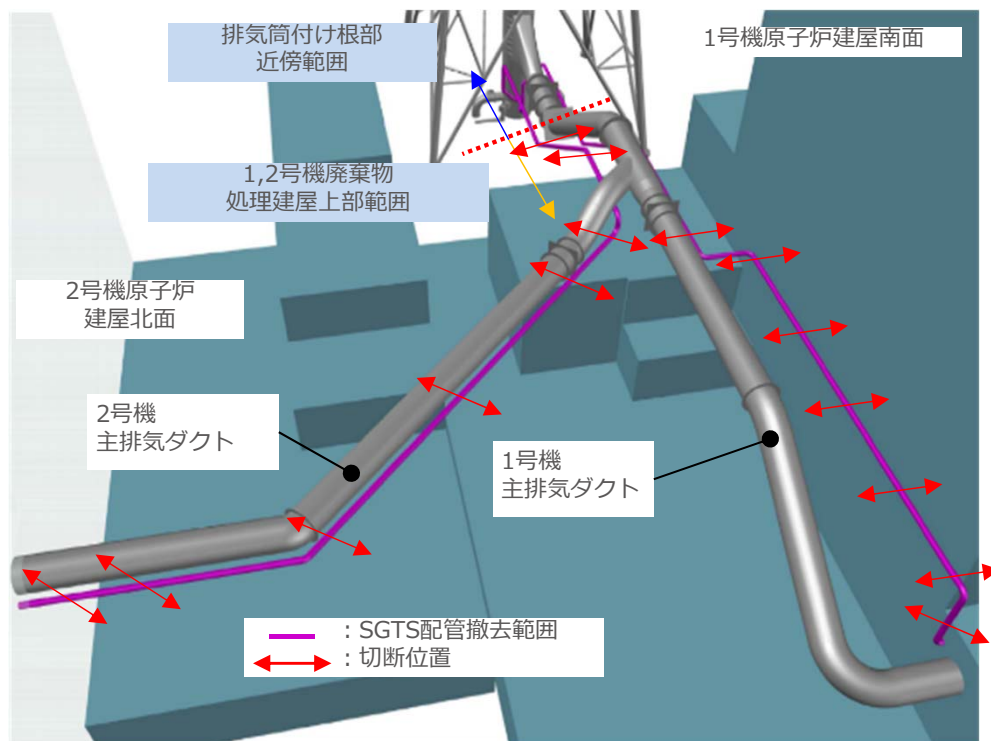 排気筒付け根部
近傍範囲
1号機原子炉建屋南面
1,2号機廃棄物
処理建屋上部範囲
2号機原子炉
建屋北面
2号機
主排気ダクト
1号機
主排気ダクト
：SGTS配管撤去範囲
：切断位置